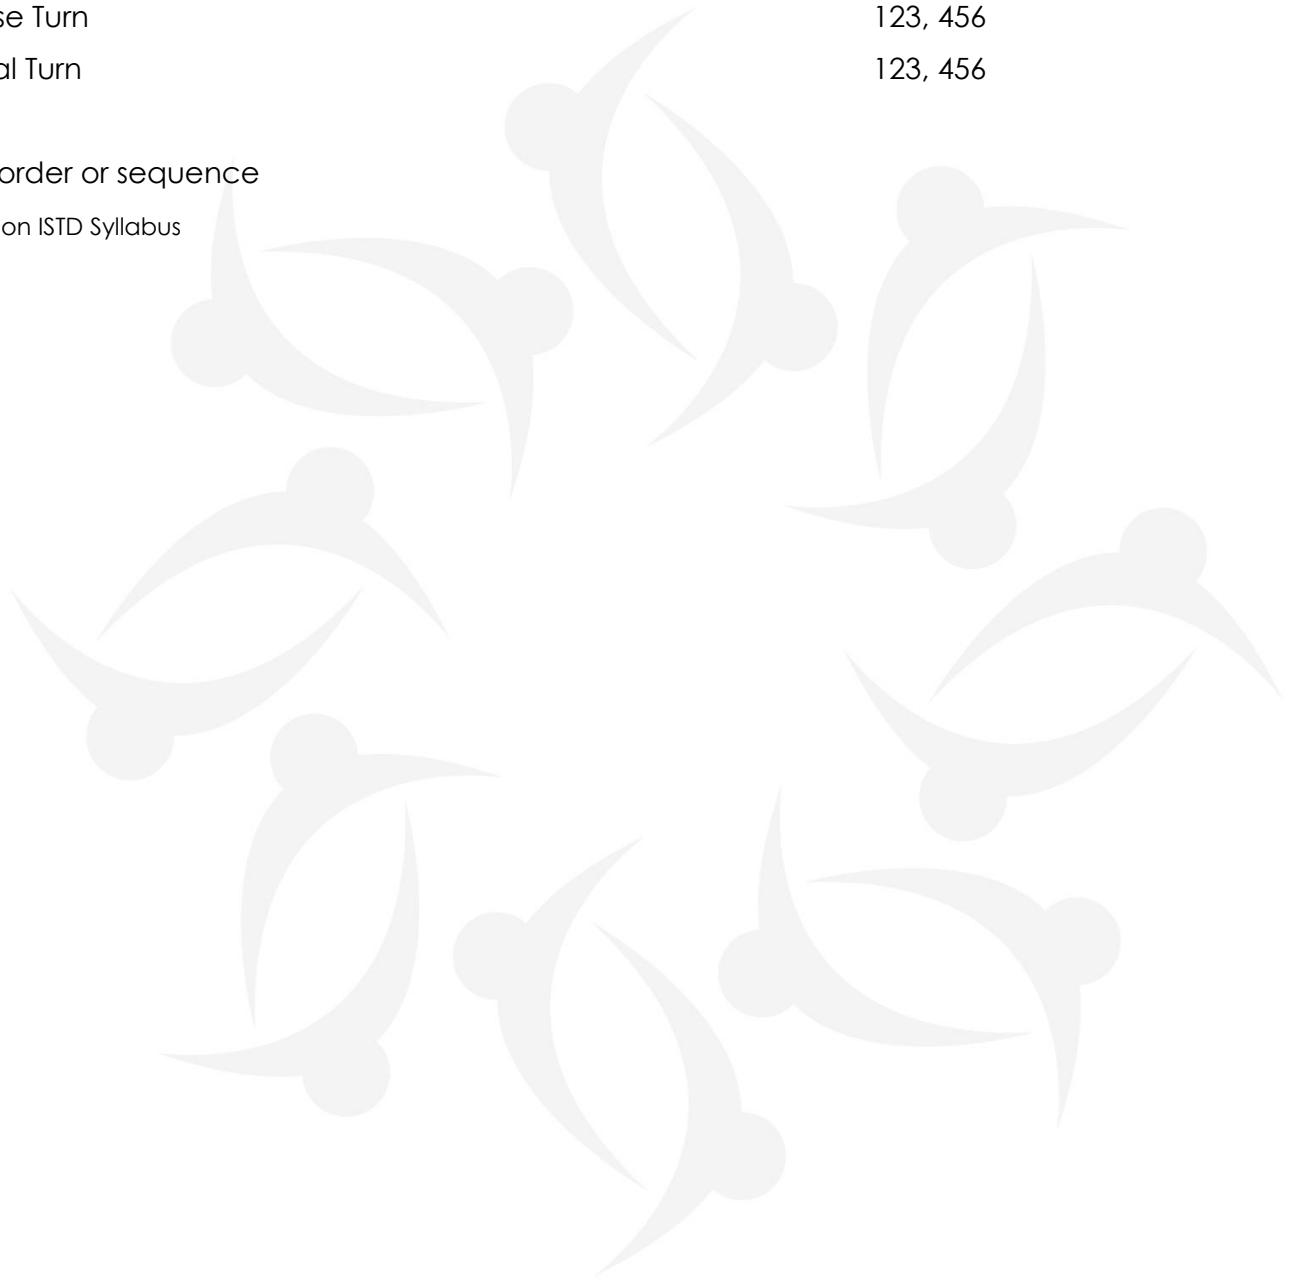 se Turn 123, 456
al Turn 123, 456
order or sequence
on ISTD Syllabus